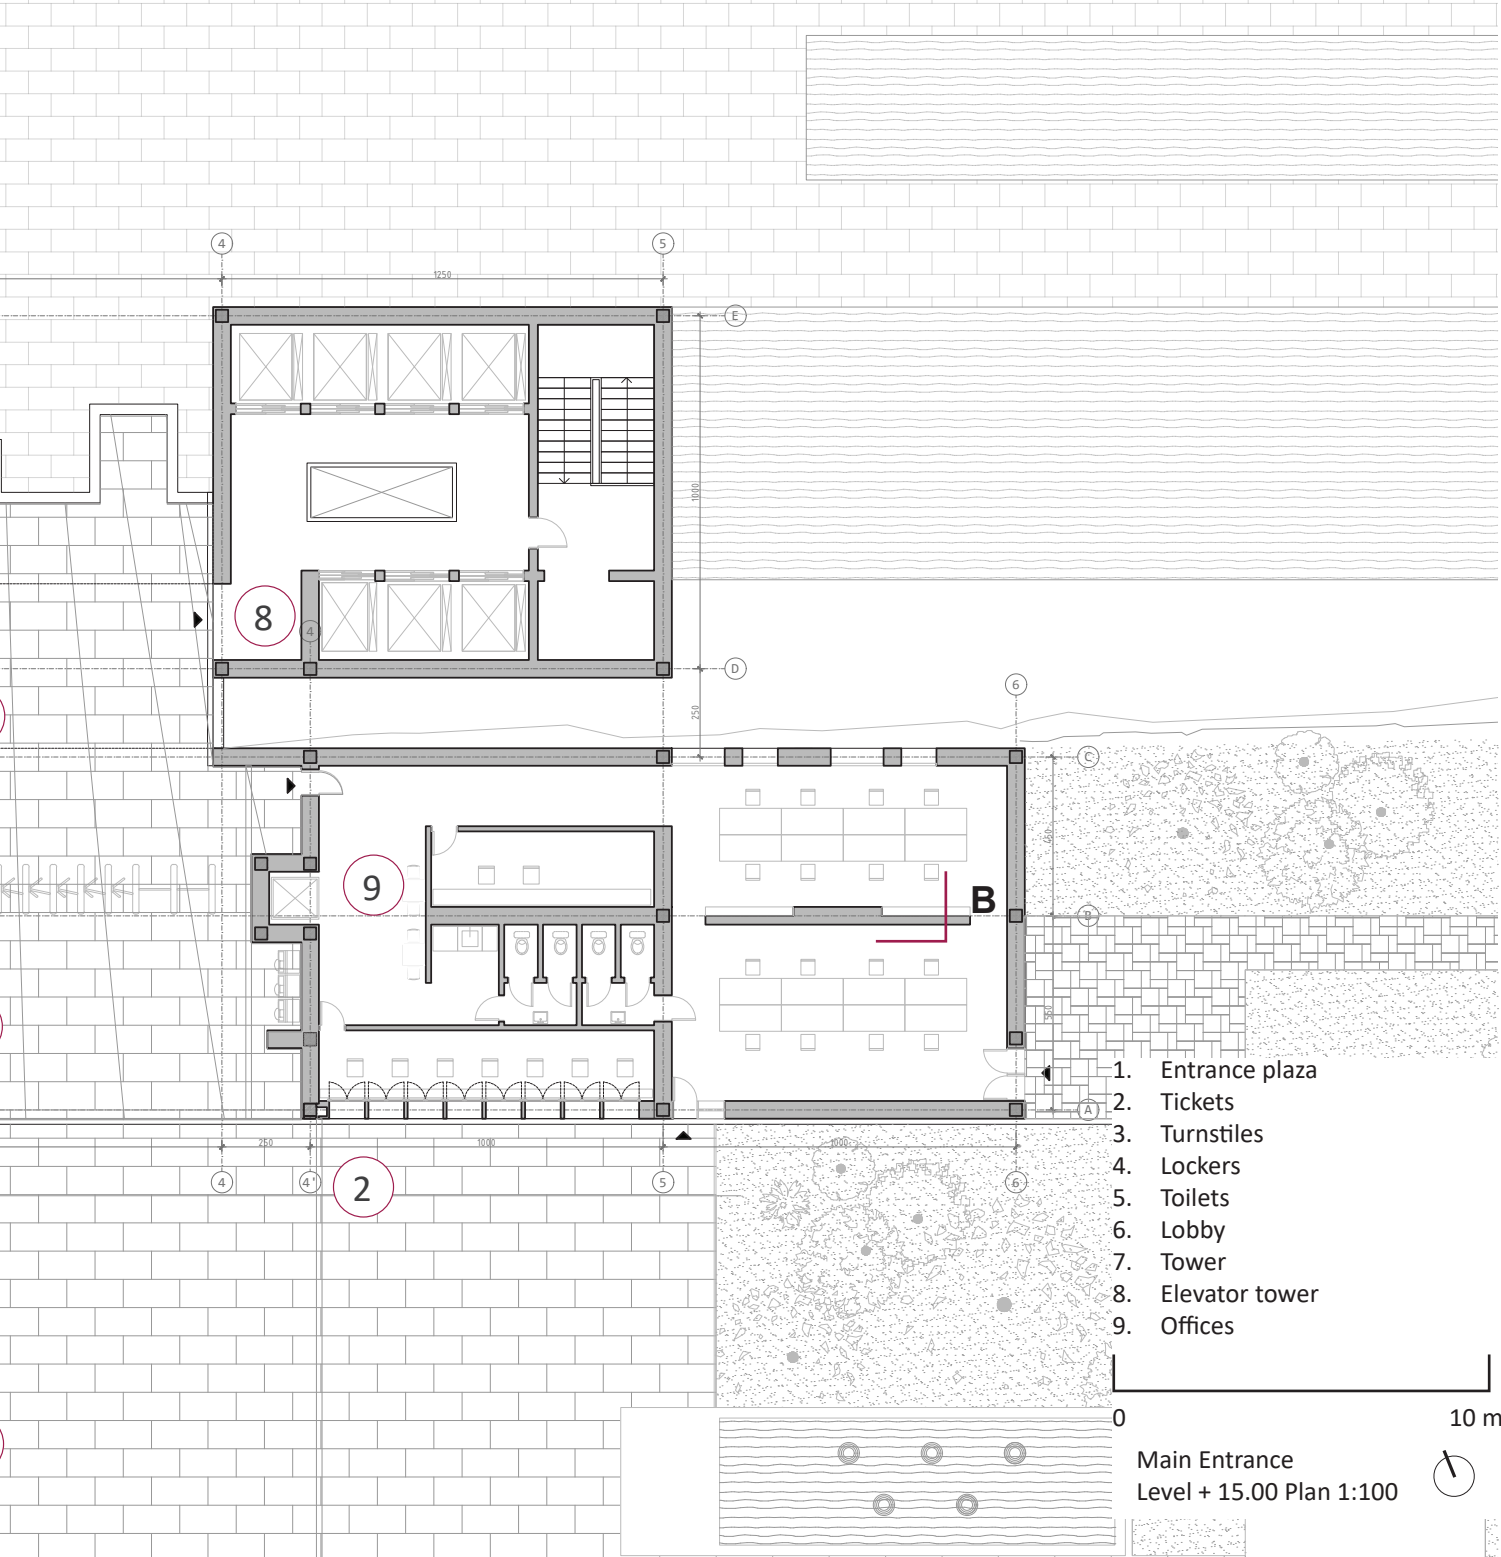 4
5
1250
E
1000
8
4
D
6
250
C
450
9
B
B
550
1. Entrance plaza
2. Tickets
3. Turnstiles
4. Lockers
5. Toilets
6. Lobby
7. Tower
8. Elevator tower
9. Offices
A
250
1000
1000
4
4'
2
5
6
0
10 m
Main Entrance
Level + 15.00 Plan 1:100